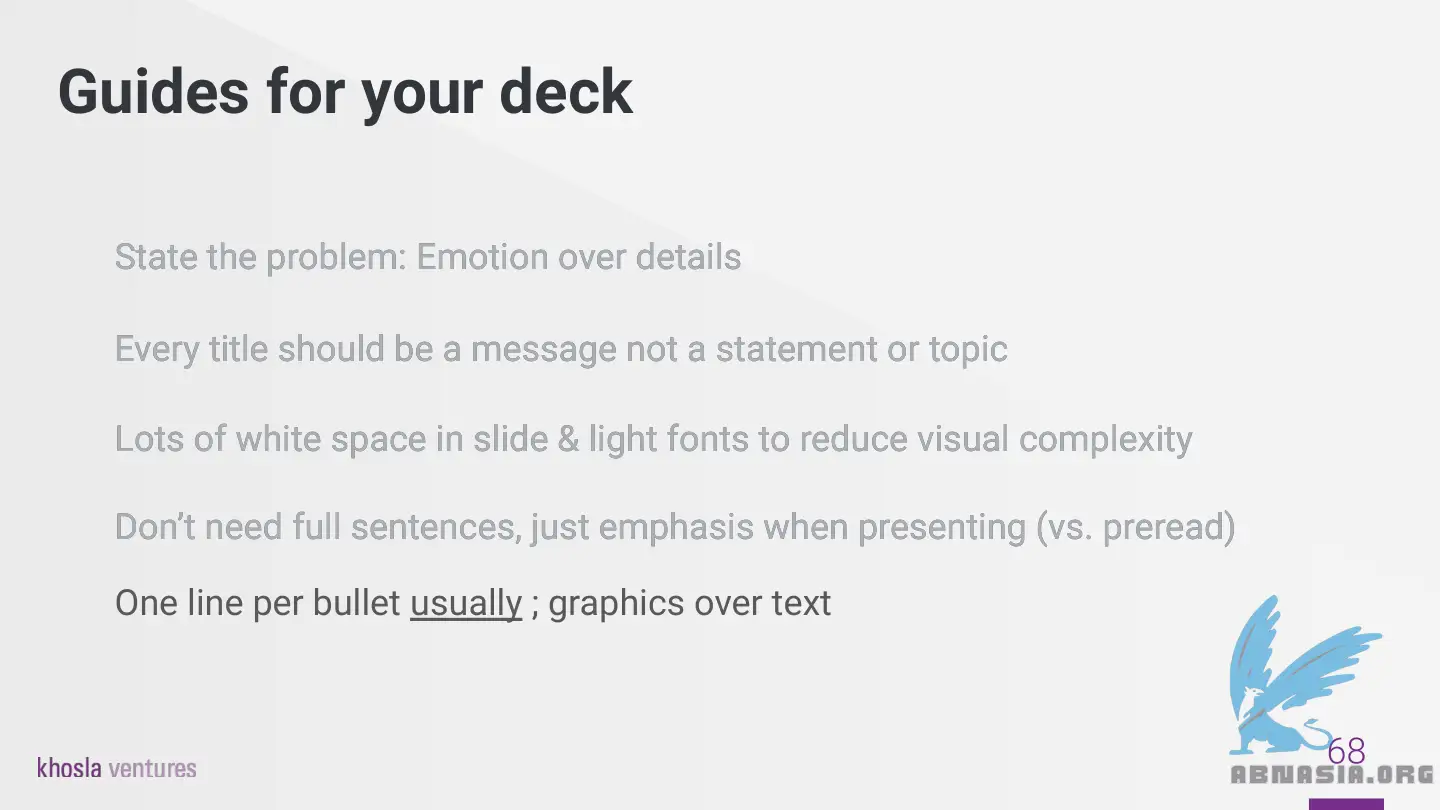 Guides for your deck
State the problem: Emotion over details
Every title should be a message not a statement or topic
Lots of white space in slide & light fonts to reduce visual complexity
Don’t need full sentences, just emphasis when presenting (vs. preread)
One line per bullet usually ; graphics over text
khosla ventures
68
ABNASIA.ORG